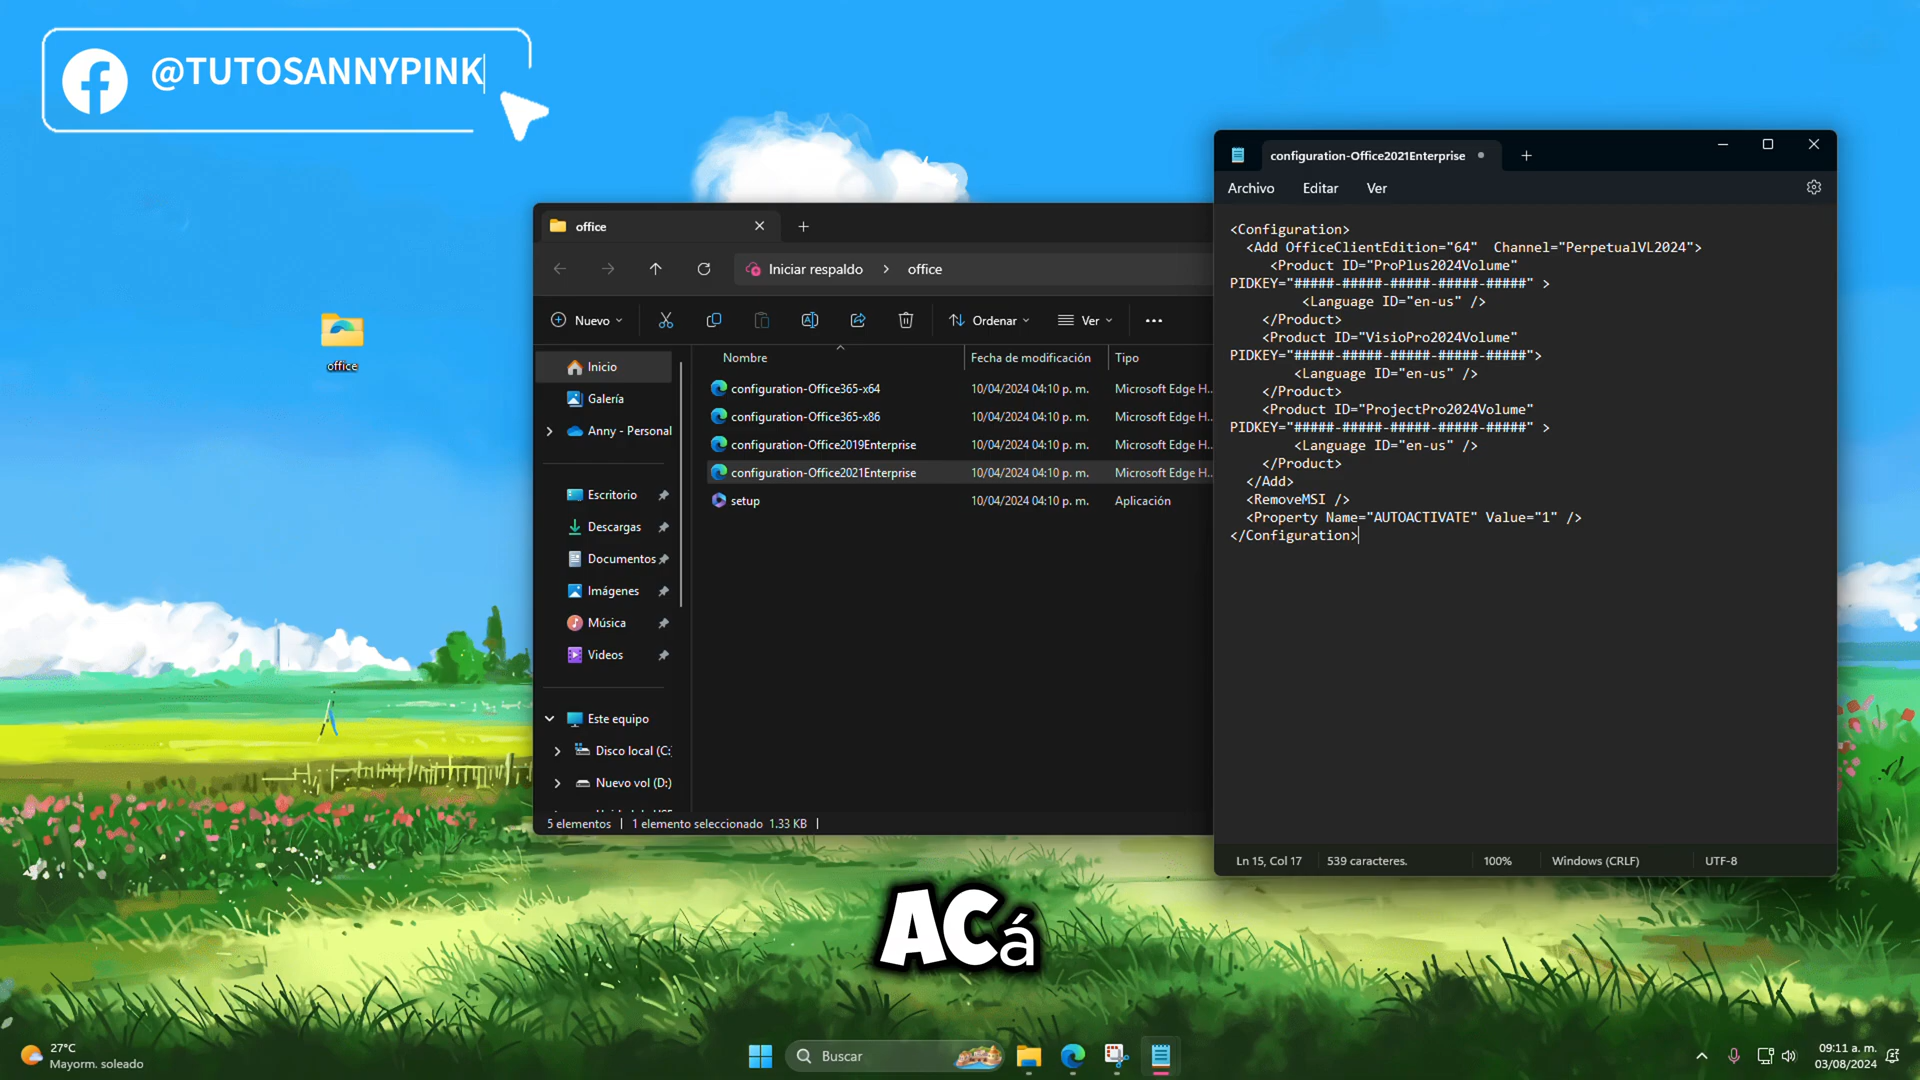 @TUTOSANNYPINK
office
office
Iniciar respaldo
office
Nuevo
Ordenar
Ver
Inicio
Galería
Anny - Personal
Escritorio
Descargas
Documentos
Imágenes
Música
Videos
Este equipo
Disco local (C:
Nuevo vol (D:)
Nombre
Fecha de modificación
Tipo
configuration-Office365-x64
10/04/2024 04:10 p. m.
Microsoft Edge H...
configuration-Office365-x86
10/04/2024 04:10 p. m.
Microsoft Edge H...
configuration-Office2019Enterprise
10/04/2024 04:10 p. m.
Microsoft Edge H...
configuration-Office2021Enterprise
10/04/2024 04:10 p. m.
Microsoft Edge H...
setup
10/04/2024 04:10 p. m.
Aplicación
5 elementos
1 elemento seleccionado 1.33 KB
configuration-Office2021Enterprise
Archivo
Editar
Ver
<Configuration>
<Add OfficeClientEdition="64" Channel="PerpetualVL2024">
<Product ID="ProPlus2024Volume"
PIDKEY="#####-#####-#####-#####-#####" >
<Language ID="en-us" />
</Product>
<Product ID="VisioPro2024Volume"
PIDKEY="#####-#####-#####-#####-#####">
<Language ID="en-us" />
</Product>
<Product ID="ProjectPro2024Volume"
PIDKEY="#####-#####-#####-#####-#####" >
<Language ID="en-us" />
</Product>
</Add>
<RemoveMSI />
<Property Name="AUTOACTIVATE" Value="1" />
</Configuration>
Ln 15, Col 17
539 caracteres.
100%
Windows (CRLF)
UTF-8
ACá
27°C
Mayorm. soleado
Buscar
09:11 a. m.
03/08/2024